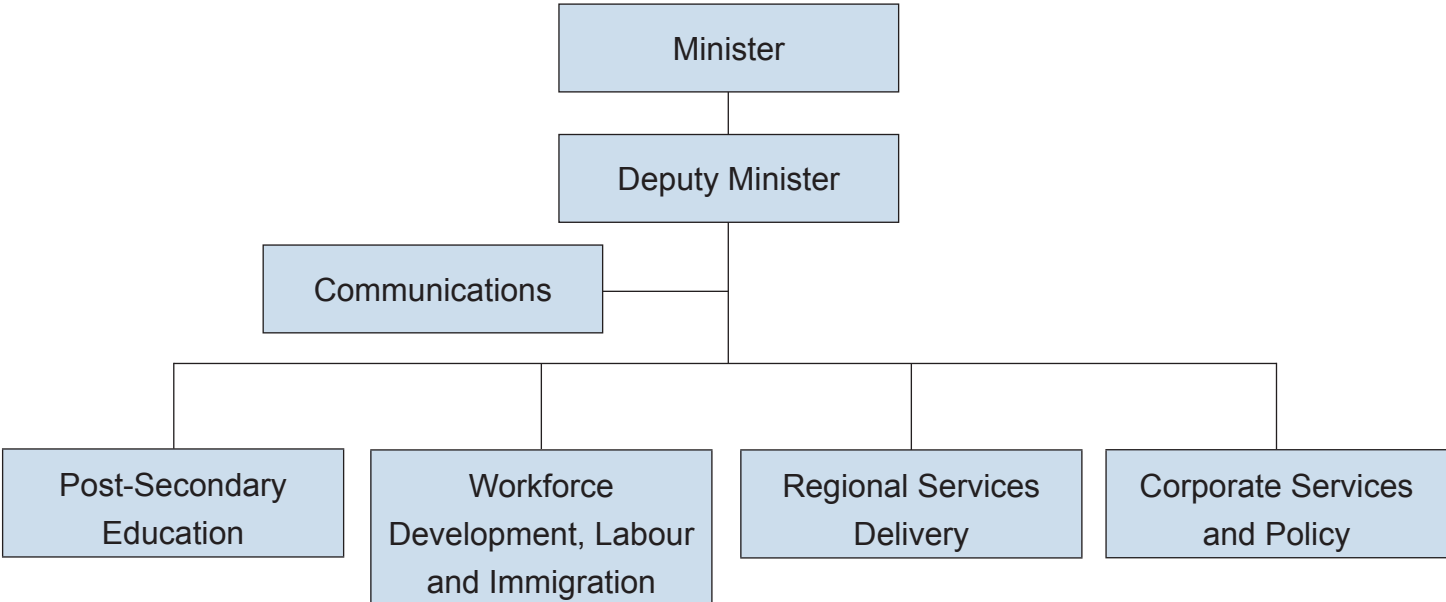 Minister
Deputy Minister
Communications
Post-Secondary
Education
Workforce
Development, Labour
and Immigration
Regional Services
Delivery
Corporate Services
and Policy